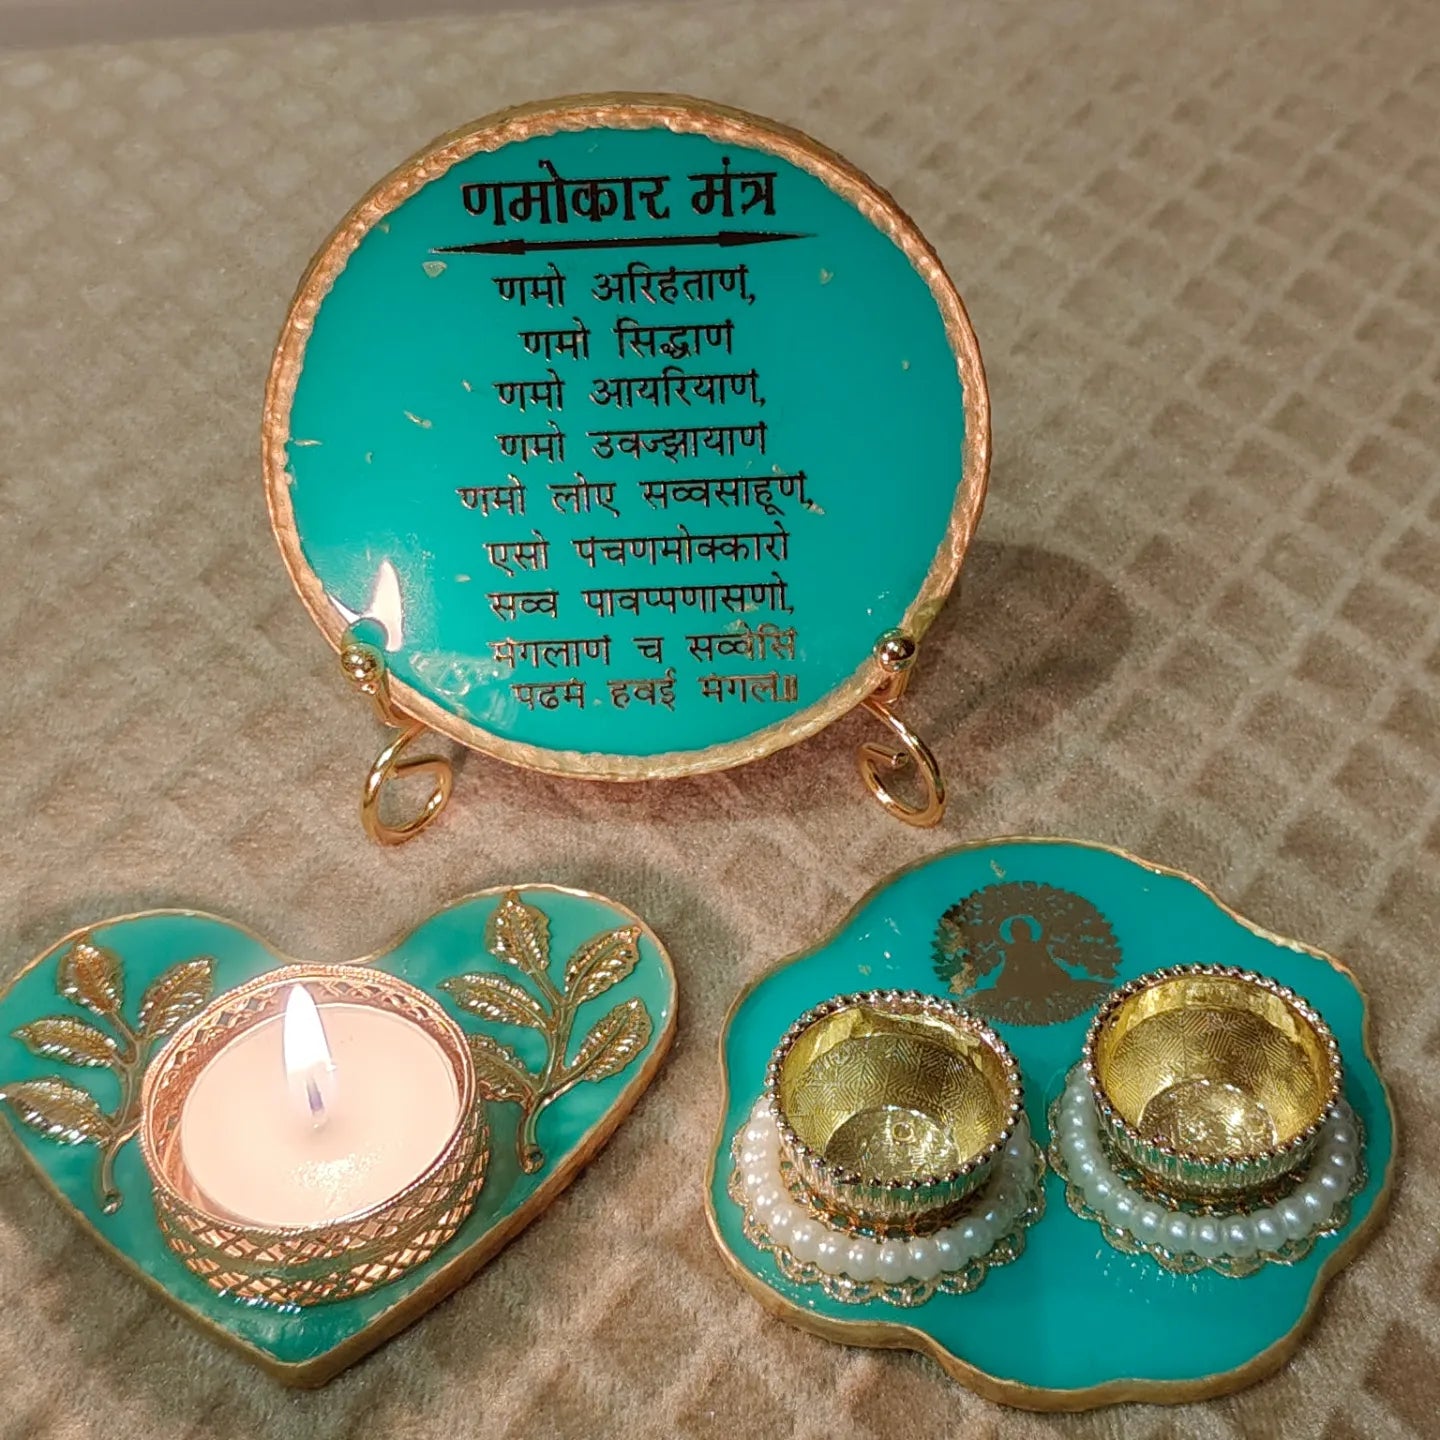 णमोकार मंत्र
णमो अरिहंताणं,
णमो सिद्धाणं
णमो आयरियाणं,
णमो उवज्झायाणं
णमो लोए सव्वसाहूणं,
एसो पंचणमोक्कारो
सव्व पावप्पणासणो,
मंगलाणं च सव्वेसिं
पढमं हवई मंगलं॥